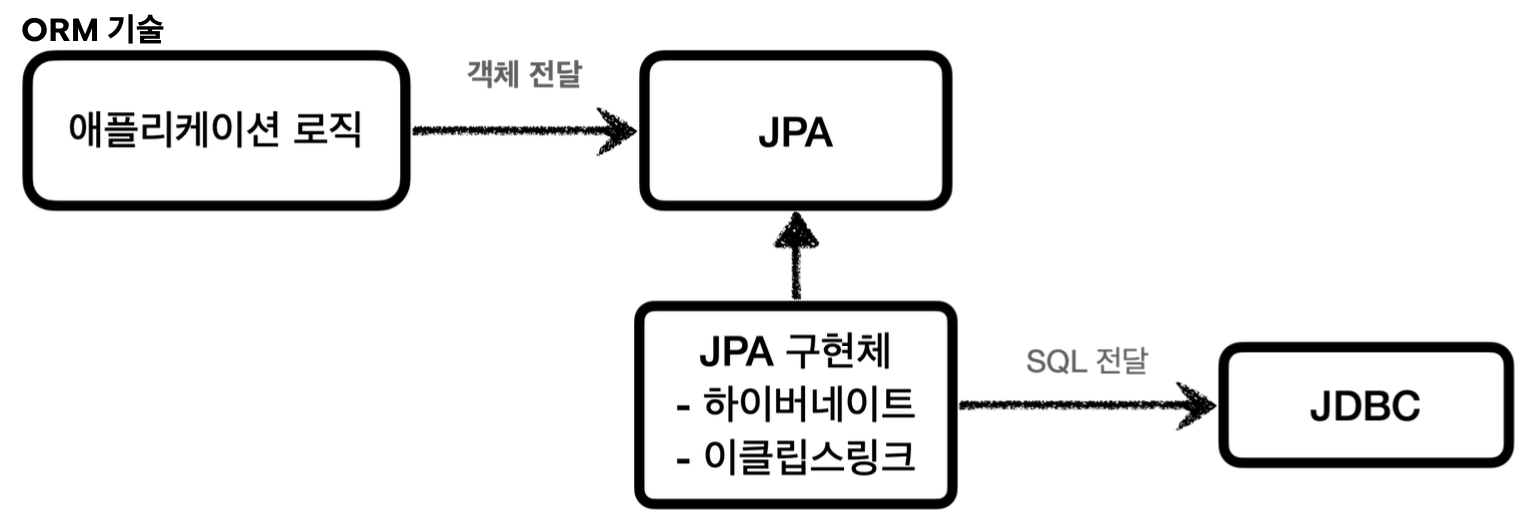 ORM 기술
객체 전달
애플리케이션 로직
JPA
JPA 구현체
- 하이버네이트
- 이클립스링크
SQL 전달
JDBC